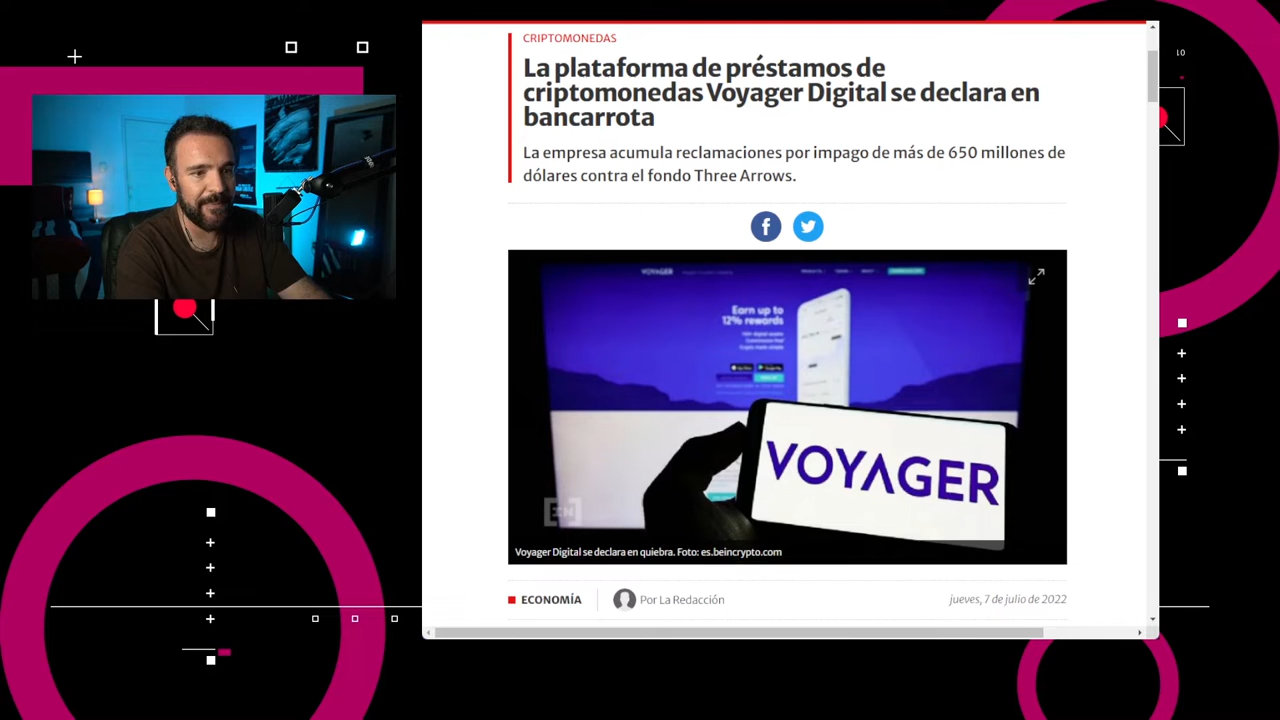 CRIPTOMONEDAS
La plataforma de préstamos de
criptomonedas Voyager Digital se declara en
bancarrota
La empresa acumula reclamaciones por impago de más de 650 millones de
dólares contra el fondo Three Arrows.
VOYAGER
Earn up to
12% rewards
VOYAGER
Voyager Digital se declara en quiebra. Foto: es.beincrypto.com
ECONOMÍA
Por La Redacción
jueves, 7 de julio de 2022